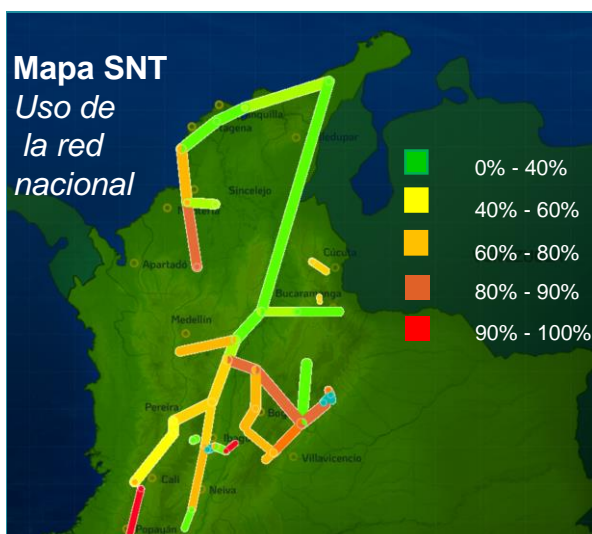 Mapa SNT
Uso de
la red
nacional
Sincelejo
Apartadó
Cúcuta
Bucaramanga
Medellín
Pereira
Villavicencio
Cali
Neiva
Popayán
0% - 40%
40% - 60%
60% - 80%
80% - 90%
90% - 100%